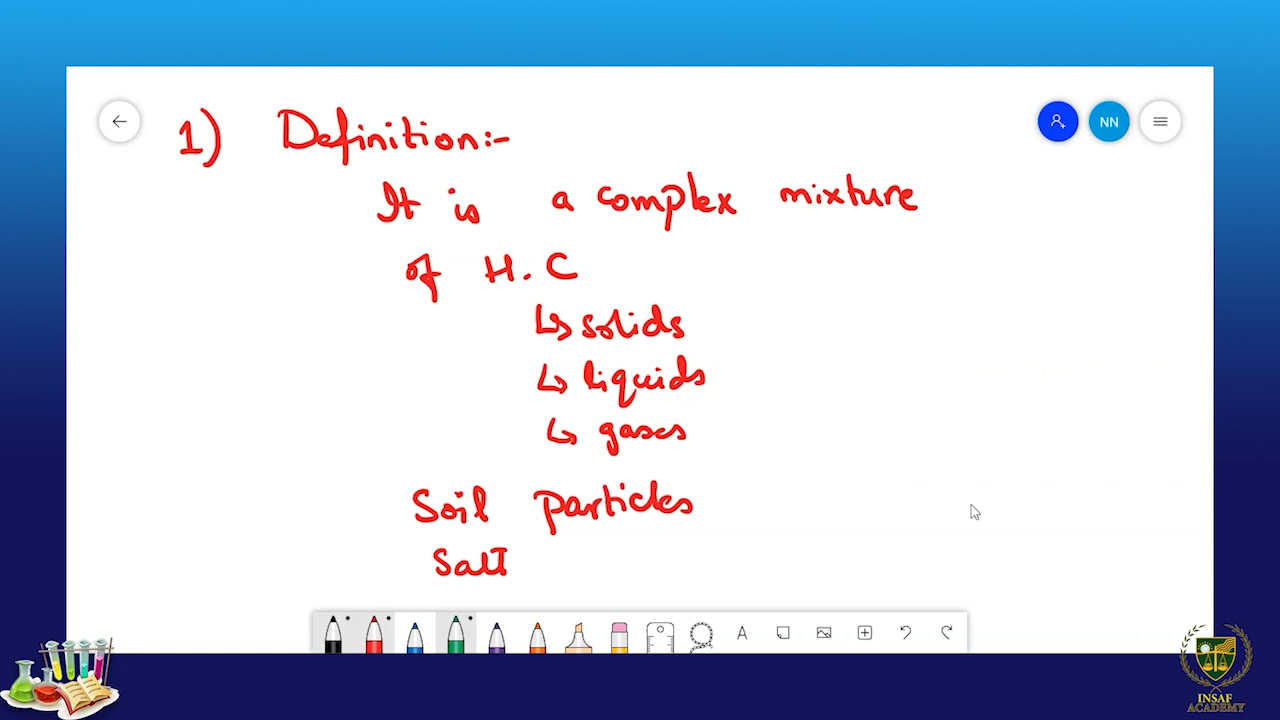 1) Definition:-
It is a complex mixture
of H.C
↳ solids
↳ liquids
↳ gases
Soil particles
Salt
NN
A
INSAF
ACADEMY